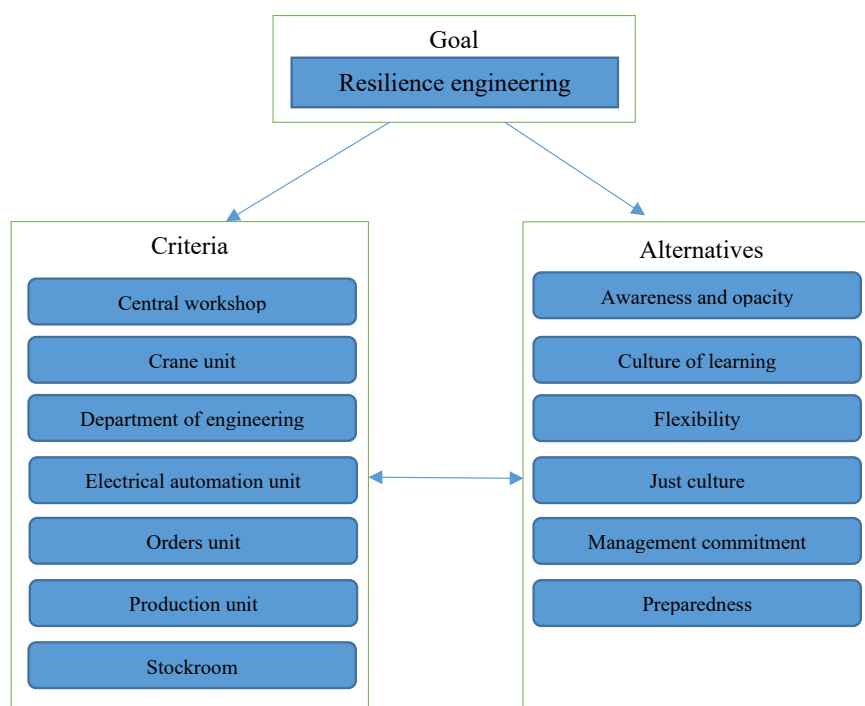 Goal
Resilience engineering
Criteria
Central workshop
Crane unit
Department of engineering
Electrical automation unit
Orders unit
Production unit
Stockroom
Alternatives
Awareness and opacity
Culture of learning
Flexibility
Just culture
Management commitment
Preparedness